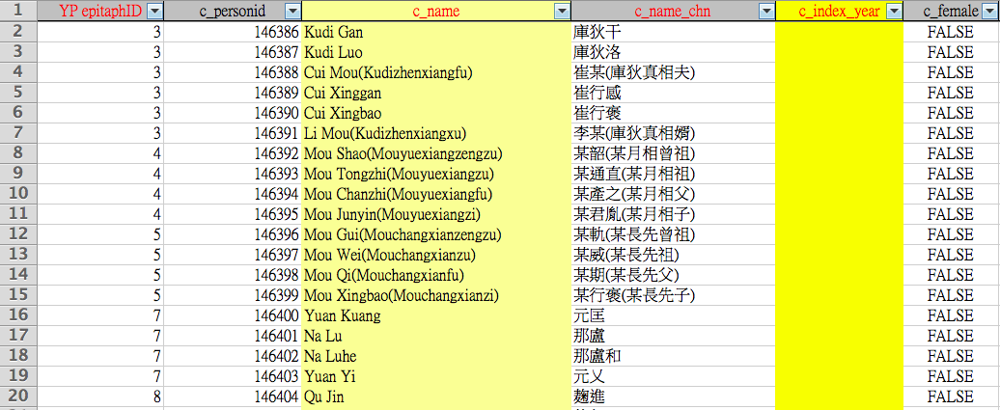 1 YP epitaphID c_personid c_name c_name_chn c_index_year c_female
2 3 146386 Kudi Gan 庫狄干 FALSE
3 3 146387 Kudi Luo 庫狄洛 FALSE
4 3 146388 Cui Mou(Kudizhenxiangfu) 崔某(庫狄真相夫) FALSE
5 3 146389 Cui Xinggan 崔行感 FALSE
6 3 146390 Cui Xingbao 崔行褒 FALSE
7 3 146391 Li Mou(Kudizhenxiangxu) 李某(庫狄真相婿) FALSE
8 4 146392 Mou Shao(Mouyuexiangzengzu) 某韶(某月相曾祖) FALSE
9 4 146393 Mou Tongzhi(Mouyuexiangzu) 某通直(某月相祖) FALSE
10 4 146394 Mou Chanzhi(Mouyuexiangfu) 某產之(某月相父) FALSE
11 4 146395 Mou Junyin(Mouyuexiangzi) 某君胤(某月相子) FALSE
12 5 146396 Mou Gui(Mouchangxianzengzu) 某軌(某長先曾祖) FALSE
13 5 146397 Mou Wei(Mouchangxianzu) 某威(某長先祖) FALSE
14 5 146398 Mou Qi(Mouchangxianfu) 某期(某長先父) FALSE
15 5 146399 Mou Xingbao(Mouchangxianzi) 某行褒(某長先子) FALSE
16 7 146400 Yuan Kuang 元匡 FALSE
17 7 146401 Na Lu 那盧 FALSE
18 7 146402 Na Luhe 那盧和 FALSE
19 7 146403 Yuan Yi 元乂 FALSE
20 8 146404 Qu Jin 麹進 FALSE